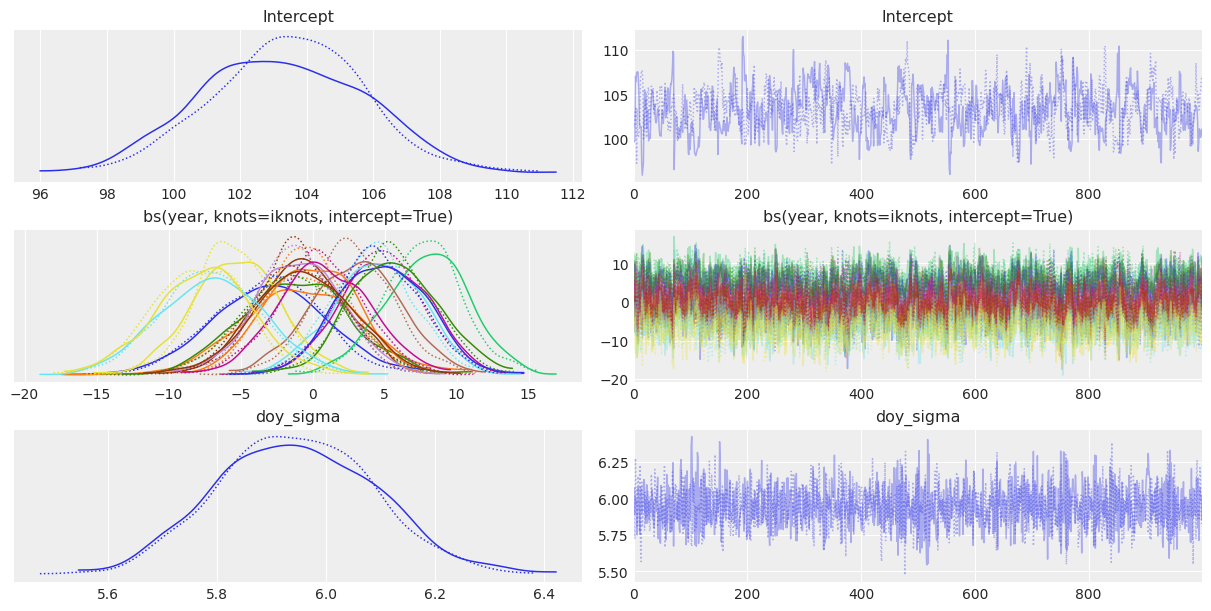 Intercept
Intercept
110
105
100
96 98 100 102 104 106 108 110 112
0 200 400 600 800
bs(year, knots=iknots, intercept=True)
bs(year, knots=iknots, intercept=True)
10
0
−10
−20
−20 −15 −10 −5 0 5 10 15
0 200 400 600 800
doy_sigma
doy_sigma
6.25
6.00
5.75
5.50
5.6 5.8 6.0 6.2 6.4
0 200 400 600 800